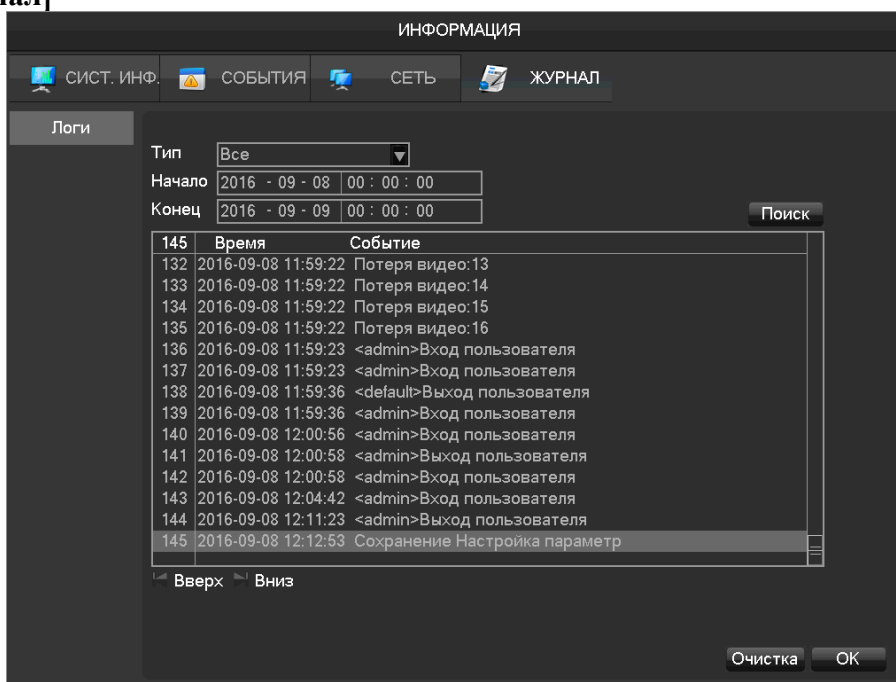 ал]
ИНФОРМАЦИЯ
СИСТ. ИНФ. СОБЫТИЯ СЕТЬ ЖУРНАЛ
Логи
Тип Все
Начало 2016 - 09 - 08 00 : 00 : 00
Конец 2016 - 09 - 09 00 : 00 : 00
Поиск
145 Время Событие
132 2016-09-08 11:59:22 Потеря видео:13
133 2016-09-08 11:59:22 Потеря видео:14
134 2016-09-08 11:59:22 Потеря видео:15
135 2016-09-08 11:59:22 Потеря видео:16
136 2016-09-08 11:59:23 <admin>Вход пользователя
137 2016-09-08 11:59:23 <admin>Вход пользователя
138 2016-09-08 11:59:36 <default>Выход пользователя
139 2016-09-08 11:59:36 <admin>Вход пользователя
140 2016-09-08 12:00:56 <admin>Вход пользователя
141 2016-09-08 12:00:58 <admin>Выход пользователя
142 2016-09-08 12:00:58 <admin>Вход пользователя
143 2016-09-08 12:04:42 <admin>Вход пользователя
144 2016-09-08 12:11:23 <admin>Выход пользователя
145 2016-09-08 12:12:53 Сохранение Настройка параметр
Вверх Вниз
Очистка OK